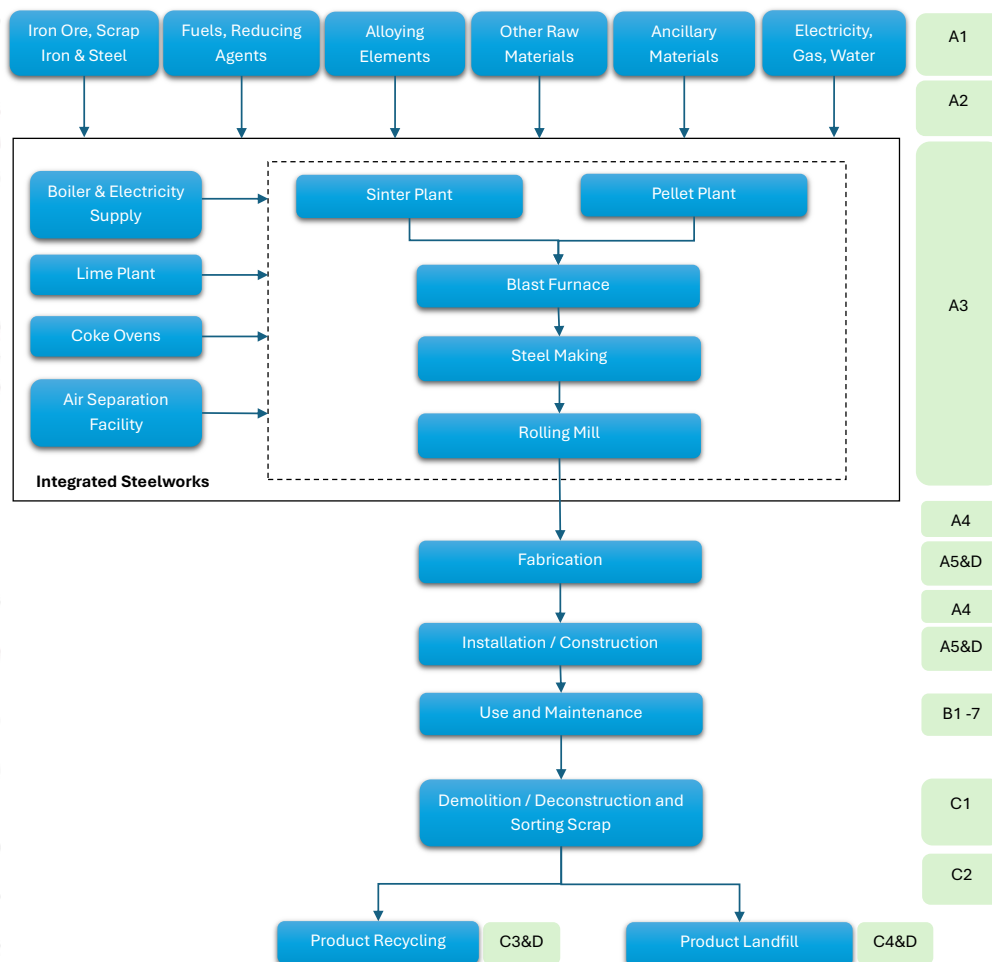 Iron Ore, Scrap
Iron & Steel
Fuels, Reducing
Agents
Alloying
Elements
Other Raw
Materials
Ancillary
Materials
Electricity,
Gas, Water
A1
A2
Boiler & Electricity
Supply
Sinter Plant
Pellet Plant
Lime Plant
Blast Furnace
A3
Coke Ovens
Steel Making
Air Separation
Facility
Rolling Mill
Integrated Steelworks
A4
Fabrication
A5&D
A4
Installation / Construction
A5&D
Use and Maintenance
B1 -7
Demolition / Deconstruction and
Sorting Scrap
C1
C2
Product Recycling
C3&D
Product Landfill
C4&D